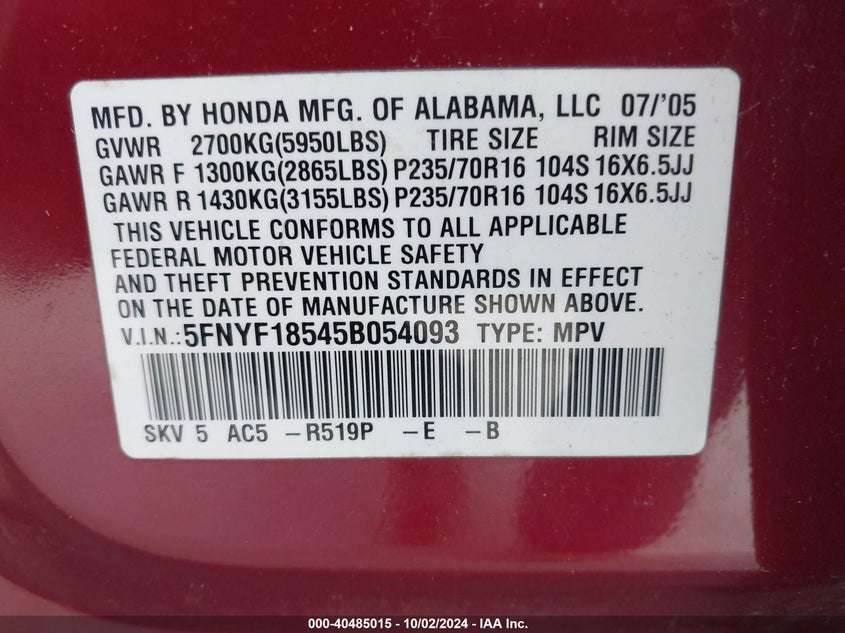 MFD. BY HONDA MFG. OF ALABAMA, LLC 07/'05
GVWR 2700KG(5950LBS) TIRE SIZE RIM SIZE
GAWR F 1300KG(2865LBS) P235/70R16 104S 16X6.5JJ
GAWR R 1430KG(3155LBS) P235/70R16 104S 16X6.5JJ
THIS VEHICLE CONFORMS TO ALL APPLICABLE
FEDERAL MOTOR VEHICLE SAFETY
AND THEFT PREVENTION STANDARDS IN EFFECT
ON THE DATE OF MANUFACTURE SHOWN ABOVE.
V.I.N.:5FNYF18545B054093 TYPE: MPV
SKV 5 AC5 -R519P -E -B
000-40485015 - 10/02/2024 - IAA Inc.